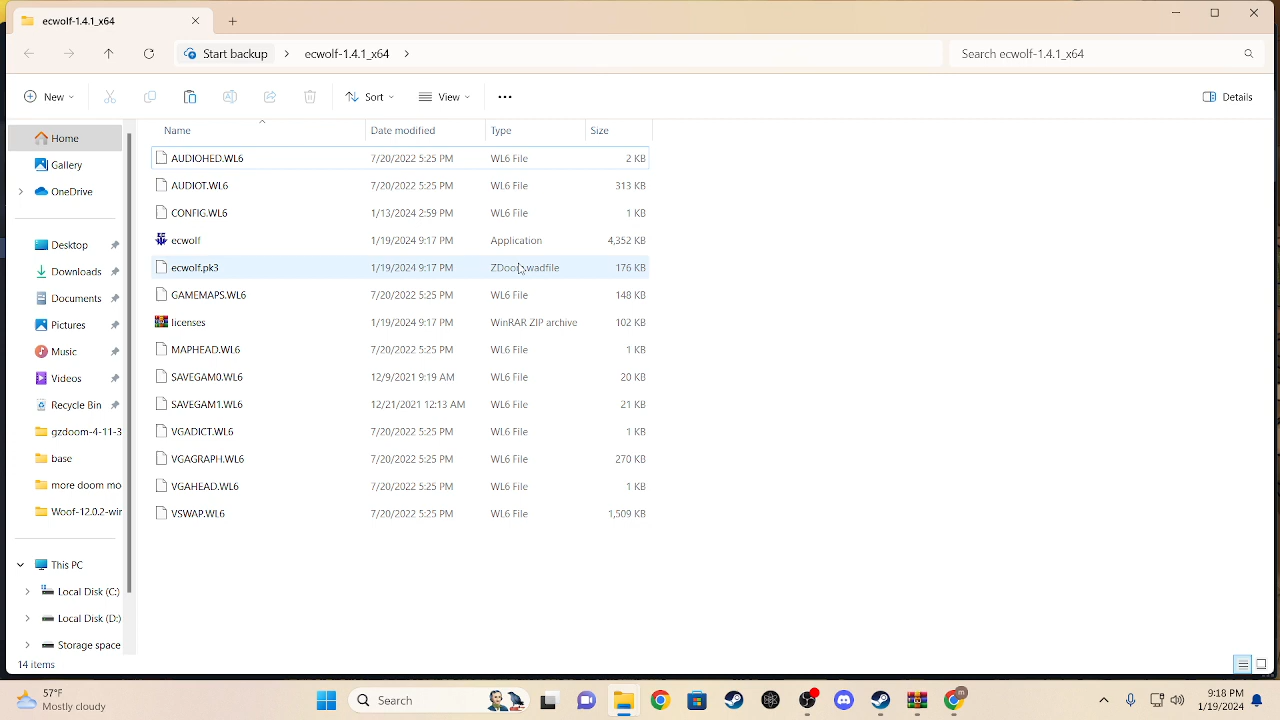 ecwolf-1.4.1_x64
Start backup
ecwolf-1.4.1_x64
Search ecwolf-1.4.1_x64
New
Sort
View
Details
Name Date modified Type Size
Home
Gallery
OneDrive
Desktop
Downloads
Documents
Pictures
Music
Videos
Recycle Bin
gzdoom-4-11-3
base
more doom mo
Woof-12.0.2-wir
This PC
Local Disk (C:)
Local Disk (D:)
Storage space
AUDIOHED.WL6 7/20/2022 5:25 PM WL6 File 2 KB
AUDIOT.WL6 7/20/2022 5:25 PM WL6 File 313 KB
CONFIG.WL6 1/13/2024 2:59 PM WL6 File 1 KB
ecwolf 1/19/2024 9:17 PM Application 4,352 KB
ecwolf.pk3 1/19/2024 9:17 PM ZDoom wadfile 176 KB
GAMEMAPS.WL6 7/20/2022 5:25 PM WL6 File 148 KB
licenses 1/19/2024 9:17 PM WinRAR ZIP archive 102 KB
MAPHEAD.WL6 7/20/2022 5:25 PM WL6 File 1 KB
SAVEGAM0.WL6 12/9/2021 9:19 AM WL6 File 20 KB
SAVEGAM1.WL6 12/21/2021 12:13 AM WL6 File 21 KB
VGADICT.WL6 7/20/2022 5:25 PM WL6 File 1 KB
VGAGRAPH.WL6 7/20/2022 5:25 PM WL6 File 270 KB
VGAHEAD.WL6 7/20/2022 5:25 PM WL6 File 1 KB
VSWAP.WL6 7/20/2022 5:25 PM WL6 File 1,509 KB
14 items
57°F
Mostly cloudy
Search
9:18 PM
1/19/2024